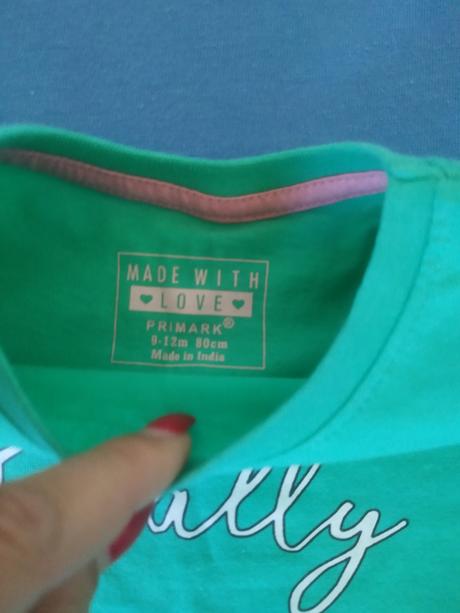 MADE WITH
LOVE
PRIMARK®
9-12m 80cm
Made in India
ally